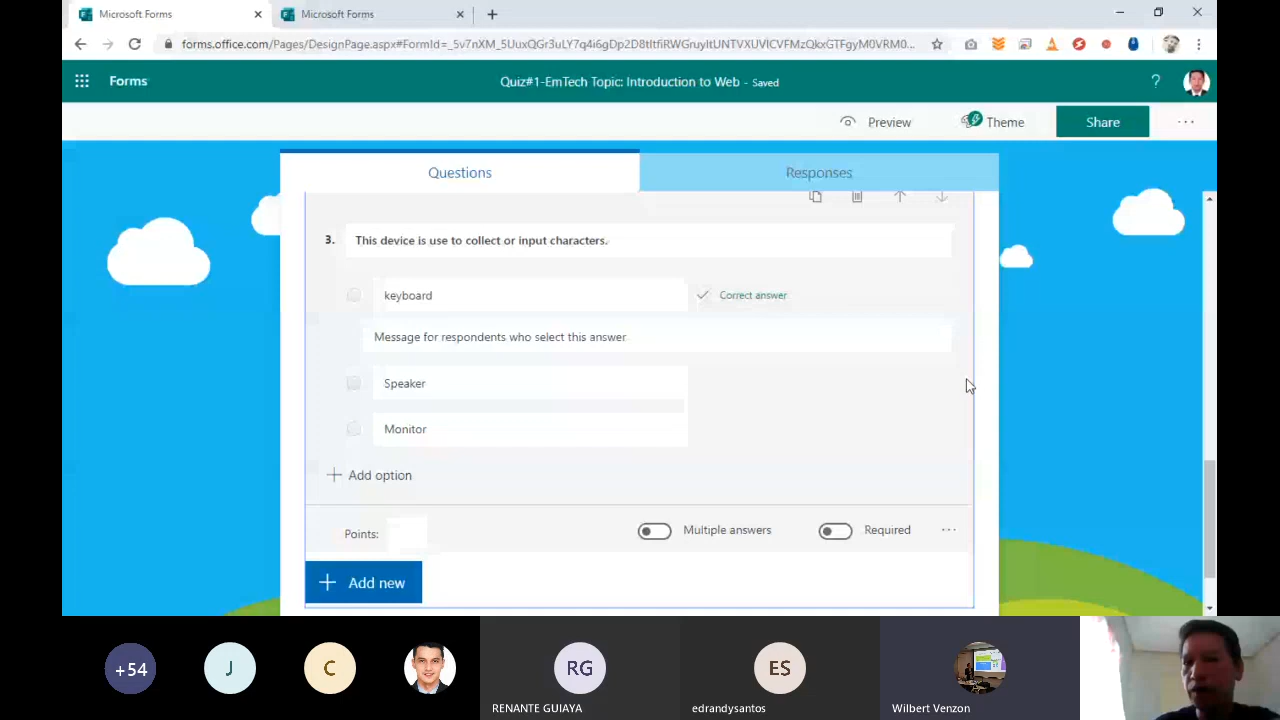 Microsoft Forms
Microsoft Forms
forms.office.com/Pages/DesignPage.aspx#FormId=_5v7nXM_5UuxQGr3uLY7q4i6gDp2D8tItfiRWGruyItUNTVXUVlCVFMzQkxGTFgyM0VRM0...
Forms
Quiz#1-EmTech Topic: Introduction to Web - Saved
?
Preview
Theme
Share
Questions
Responses
3. This device is use to collect or input characters.
keyboard
Correct answer
Message for respondents who select this answer
Speaker
Monitor
Add option
Points:
Multiple answers
Required
Add new
+54
J
C
RG
ES
RENANTE GUIAYA
edrandysantos
Wilbert Venzon